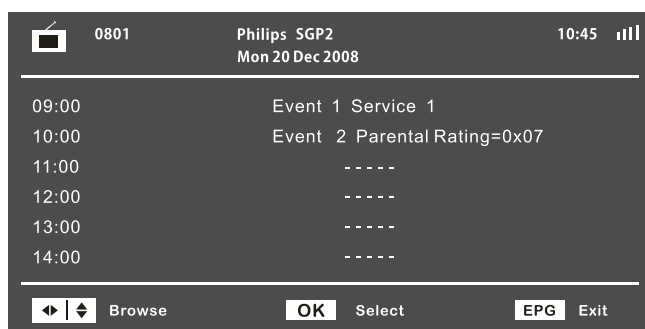 0801 Philips SGP2 10:45
Mon 20 Dec 2008
09:00 Event 1 Service 1
10:00 Event 2 Parental Rating=0x07
11:00 -----
12:00 -----
13:00 -----
14:00 -----
Browse OK Select EPG Exit